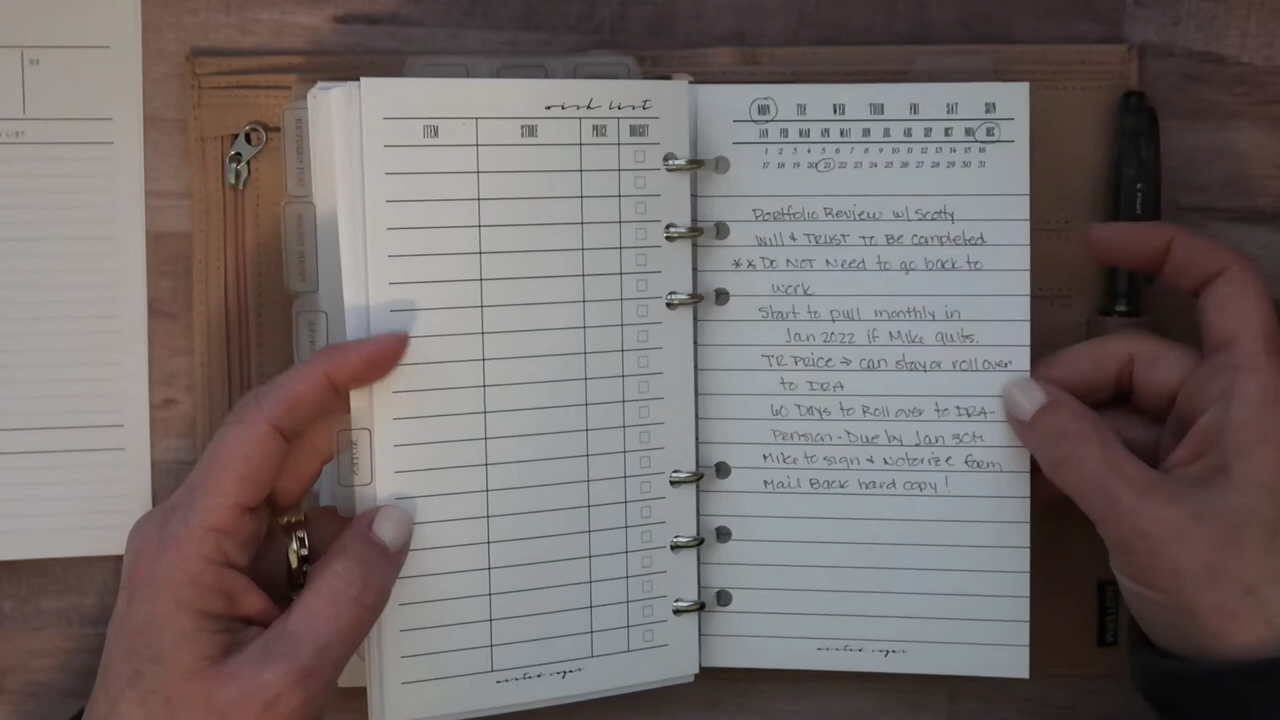 wish list
ITEM STORE PRICE BOUGHT
MON TUE WED THUR FRI SAT SUN
JAN FEB MAR APR MAY JUN JUL AUG SEP OCT NOV DEC
1 2 3 4 5 6 7 8 9 10 11 12 13 14 15 16
17 18 19 20 21 22 23 24 25 26 27 28 29 30 31
Portfolio Review w/ Scotty
Will & TRUST To Be completed
** Do NOT Need to go back to
work
Start to pull monthly in
Jan 2022 if Mike quits.
TR Price → can stay or roll over
to IRA
60 Days to Roll over to IRA-
Pension - Due by Jan 30th
Mike to sign & Notorize form
Mail Back hard copy!
NOTES
PILOT